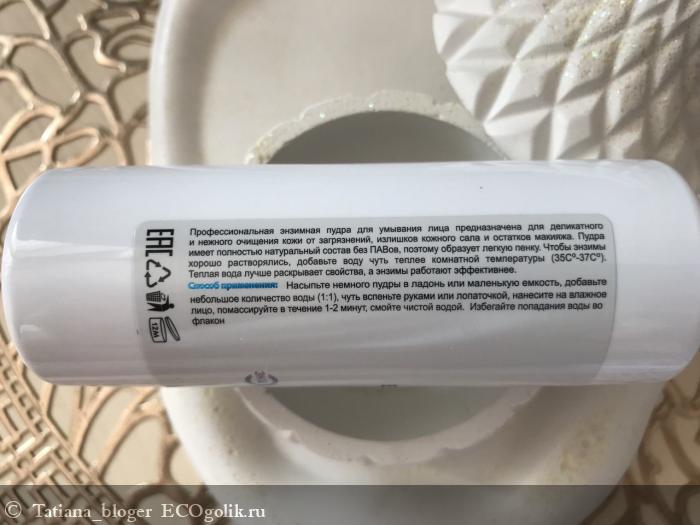 Профессиональная энзимная пудра для умывания лица предназначена для деликатного
и нежного очищения кожи от загрязнений, излишков кожного сала и остатков макияжа. Пудра
имеет полностью натуральный состав без ПАВов, поэтому образует легкую пенку. Чтобы энзимы
хорошо растворялись, добавьте воду чуть теплее комнатной температуры (35С⁰-37С⁰).
Теплая вода лучше раскрывает свойства, а энзимы работают эффективнее.
Способ применения: Насыпьте немного пудры в ладонь или маленькую емкость, добавьте
небольшое количество воды (1:1), чуть вспеньте руками или лопаточкой, нанесите на влажное
лицо, помассируйте в течение 1-2 минут, смойте чистой водой. Избегайте попадания воды во
флакон
EAC
12M
Tatiana_bloger ECOgolik.ru